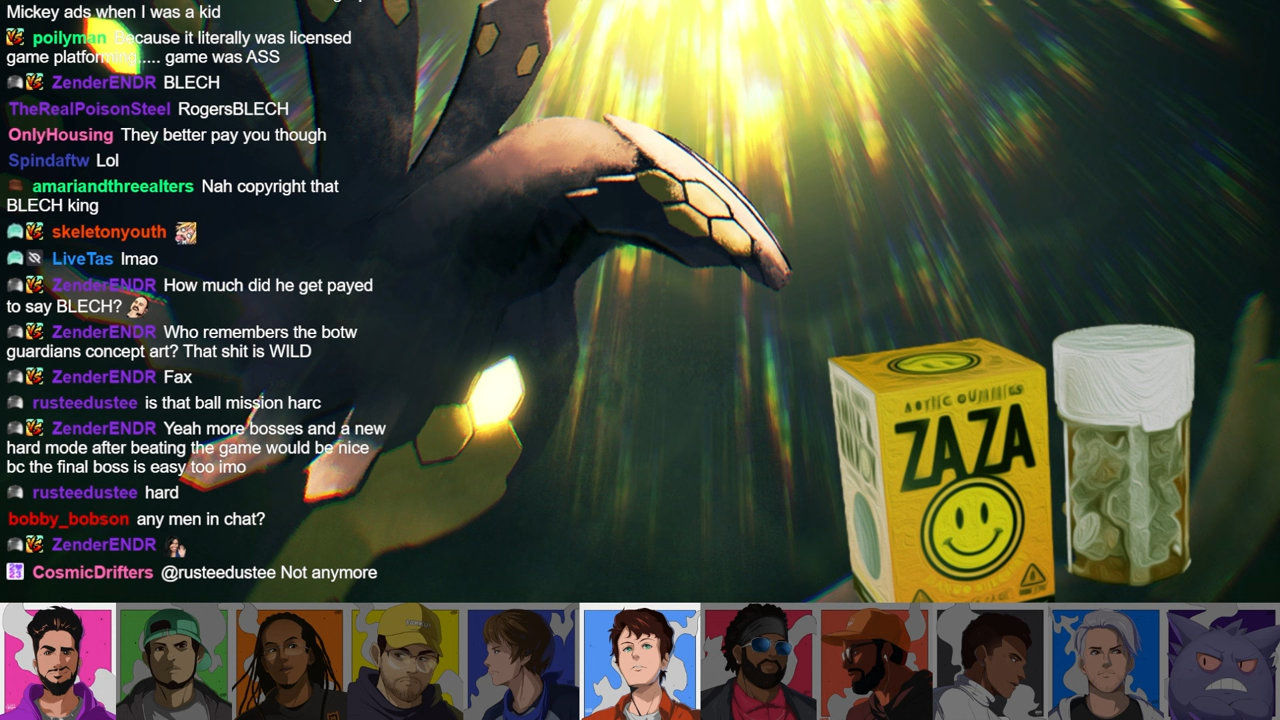 Mickey ads when I was a kid
poilyman Because it literally was licensed
game platforming.... game was ASS
ZenderENDR BLECH
TheRealPoisonSteel RogersBLECH
OnlyHousing They better pay you though
Spindaftw Lol
amariandthreealters Nah copyright that
BLECH king
skeletonyouth
LiveTas lmao
ZenderENDR How much did he get payed
to say BLECH?
ZenderENDR Who remembers the botw
guardians concept art? That shit is WILD
ZenderENDR Fax
rusteedustee is that ball mission harc
ZenderENDR Yeah more bosses and a new
hard mode after beating the game would be nice
bc the final boss is easy too imo
rusteedustee hard
bobby_bobson any men in chat?
ZenderENDR
CosmicDrifters @rusteedustee Not anymore
ZAZA